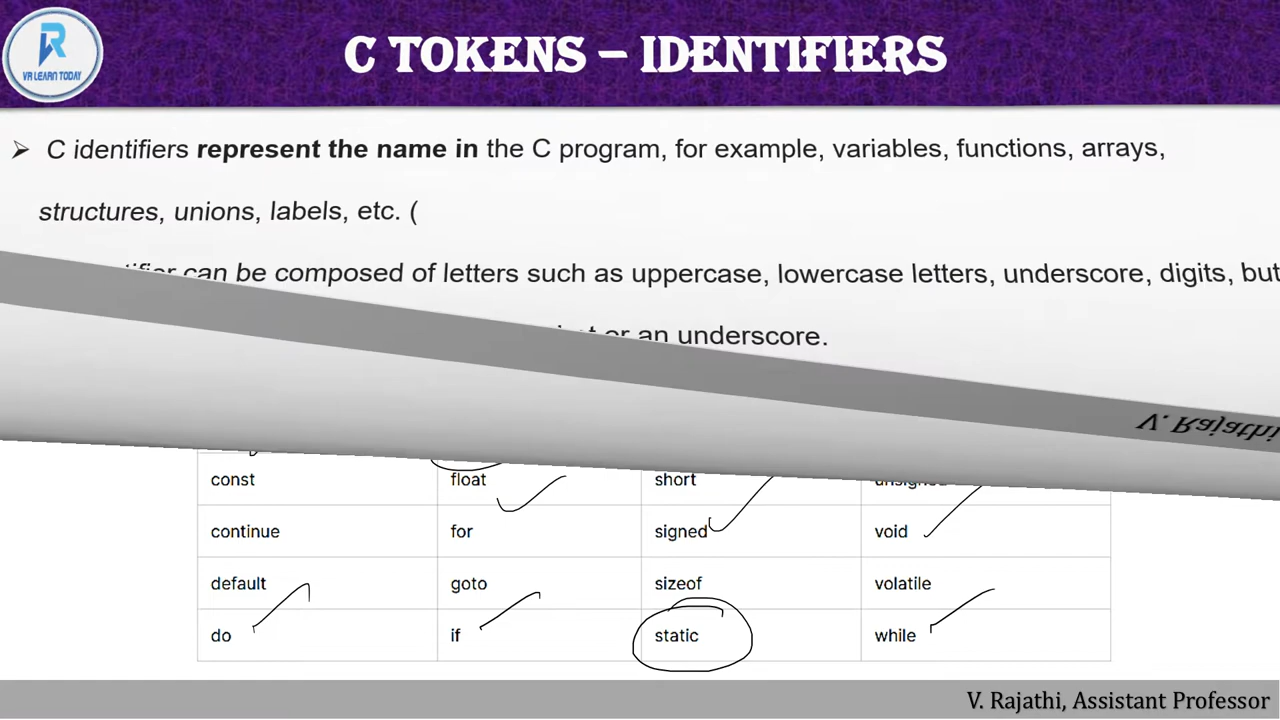 VR LEARN TODAY
C TOKENS – IDENTIFIERS
➢ C identifiers represent the name in the C program, for example, variables, functions, arrays,
structures, unions, labels, etc. (
can be composed of letters such as uppercase, lowercase letters, underscore, digits, but
or an underscore.
V. Rajathi
const float short unsigned
continue for signed void
default goto sizeof volatile
do if static while
V. Rajathi, Assistant Professor